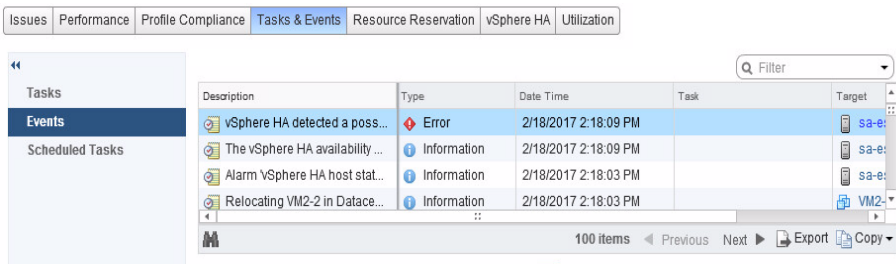 Issues Performance Profile Compliance Tasks & Events Resource Reservation vSphere HA Utilization
Filter
Tasks
Events
Scheduled Tasks
Description Type Date Time Task Target
vSphere HA detected a poss... Error 2/18/2017 2:18:09 PM sa-es
The vSphere HA availability ... Information 2/18/2017 2:18:09 PM sa-es
Alarm 'vSphere HA host stat... Information 2/18/2017 2:18:03 PM sa-es
Relocating VM2-2 in Datace... Information 2/18/2017 2:18:03 PM VM2-
100 items Previous Next Export Copy